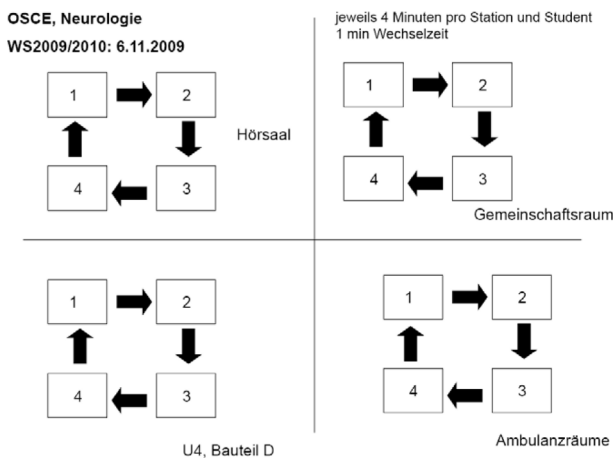 OSCE, Neurologie
WS2009/2010: 6.11.2009
jeweils 4 Minuten pro Station und Student
1 min Wechselzeit
1 2
Hörsaal
4 3
1 2
4 3
Gemeinschaftsraum
1 2
4 3
U4, Bauteil D
1 2
4 3
Ambulanzräume